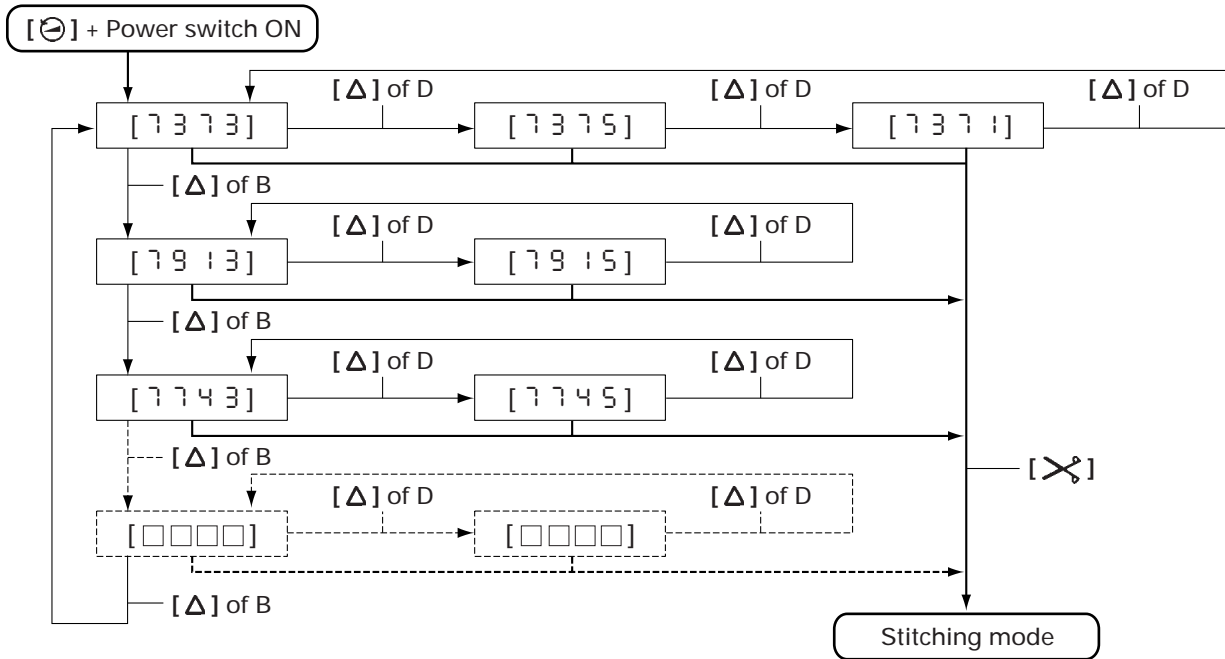 [ ] + Power switch ON
[△] of D [△] of D [△] of D
[7373] [7375] [7371]
[△] of B
[△] of D [△] of D
[7913] [7915]
[△] of B
[△] of D [△] of D
[7743] [7745]
[△] of B
[△] of D [△] of D
[□□□□] [□□□□]
[ ]
[△] of B
Stitching mode